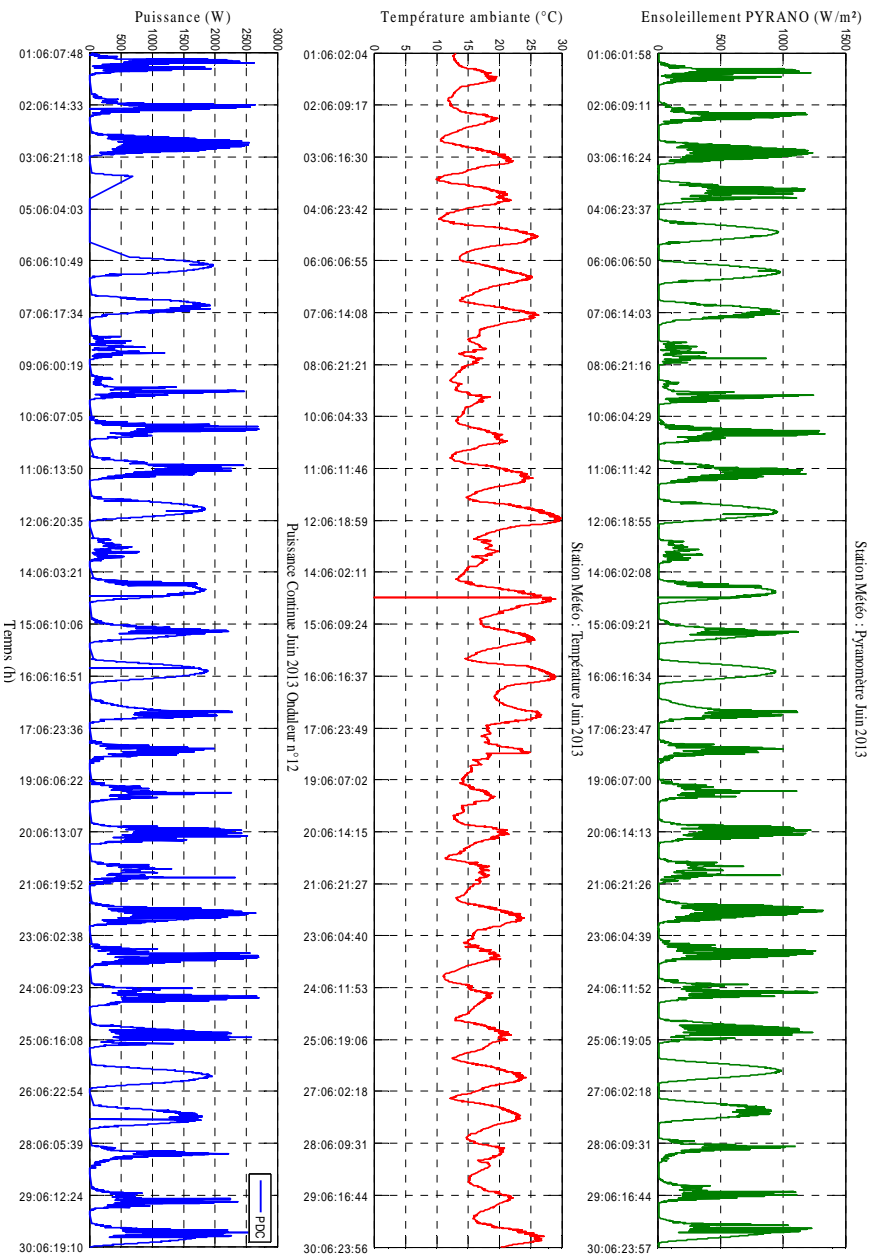 Station Météo : Pyranomètre Juin 2013
Ensoleillement PYRANO (W/m²)
1500
1000
500
0
01:06:01:58 02:06:09:11 03:06:16:24 04:06:23:37 06:06:06:50 07:06:14:03 08:06:21:16 10:06:04:29 11:06:11:42 12:06:18:55 14:06:02:08 15:06:09:21 16:06:16:34 17:06:23:47 19:06:07:00 20:06:14:13 21:06:21:26 23:06:04:39 24:06:11:52 25:06:19:05 27:06:02:18 28:06:09:31 29:06:16:44 30:06:23:57
Station Météo : Température Juin 2013
Température ambiante (°C)
30
25
20
15
10
5
0
01:06:02:04 02:06:09:17 03:06:16:30 04:06:23:42 06:06:06:55 07:06:14:08 08:06:21:21 10:06:04:33 11:06:11:46 12:06:18:59 14:06:02:11 15:06:09:24 16:06:16:37 17:06:23:49 19:06:07:02 20:06:14:15 21:06:21:27 23:06:04:40 24:06:11:53 25:06:19:06 27:06:02:18 28:06:09:31 29:06:16:44 30:06:23:56
Puissance Continue Juin 2013 Onduleur n°12
Puissance (W)
3000
2500
2000
1500
1000
500
0
PDC
01:06:07:48 02:06:14:33 03:06:21:18 05:06:04:03 06:06:10:49 07:06:17:34 09:06:00:19 10:06:07:05 11:06:13:50 12:06:20:35 14:06:03:21 15:06:10:06 16:06:16:51 17:06:23:36 19:06:06:22 20:06:13:07 21:06:19:52 23:06:02:38 24:06:09:23 25:06:16:08 26:06:22:54 28:06:05:39 29:06:12:24 30:06:19:10
Temps (h)